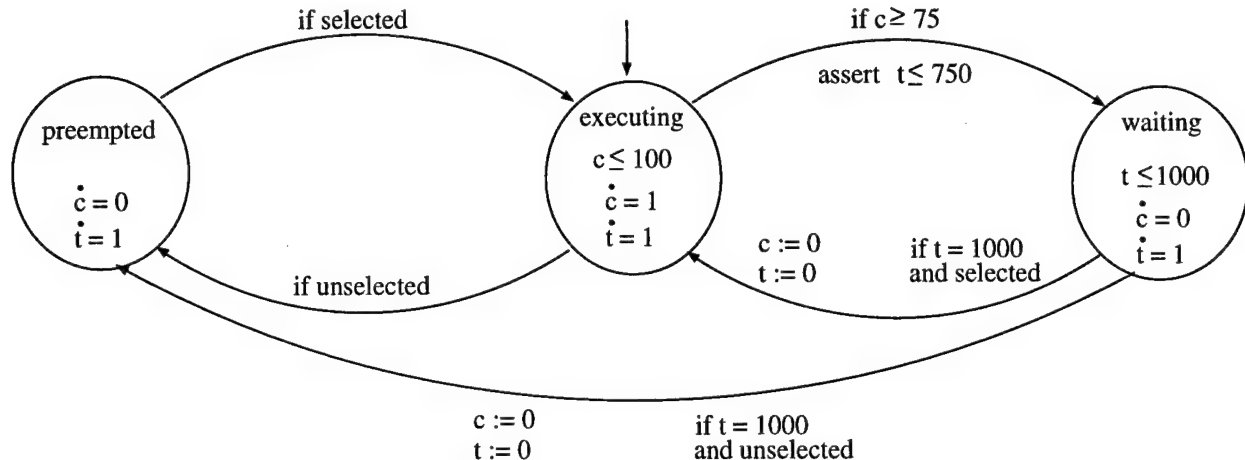 if selected
if c ≥ 75
assert t ≤ 750
preempted
ċ = 0
ṫ = 1
executing
c ≤ 100
ċ = 1
ṫ = 1
waiting
t ≤ 1000
ċ = 0
ṫ = 1
if unselected
c := 0
t := 0
if t = 1000
and selected
c := 0
t := 0
if t = 1000
and unselected